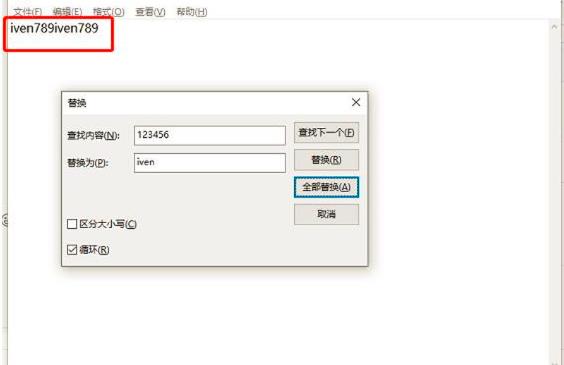 文件(F) 编辑(E) 格式(O) 查看(V) 帮助(H)
iven789iven789
替换
查找内容(N): 123456 查找下一个(F)
替换为(P): iven 替换(R)
全部替换(A)
取消
区分大小写(C)
循环(R)